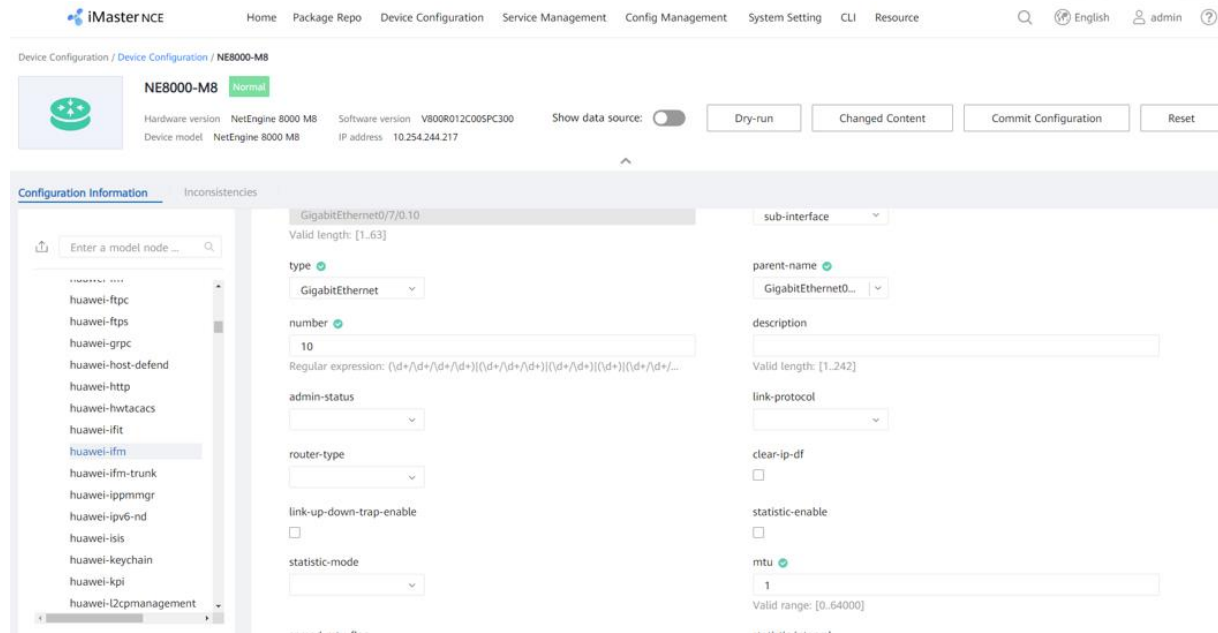 iMaster NCE Home Package Repo Device Configuration Service Management Config Management System Setting CLI Resource English admin
Device Configuration / Device Configuration / NE8000-M8
NE8000-M8 Normal
Hardware version NetEngine 8000 M8 Software version V800R012C00SPC300 Show data source: Dry-run Changed Content Commit Configuration Reset
Device model NetEngine 8000 M8 IP address 10.254.244.217
Configuration Information Inconsistencies
GigabitEthernet0/7/0.10 sub-interface
Valid length: [1..63]
Enter a model node ...
type parent-name
GigabitEthernet GigabitEthernet0...
huawei-ftpc
huawei-ftps
number description
huawei-grpc
10
huawei-host-defend
Regular expression: (\d+/\d+/\d+/\d+)|(\d+/\d+/\d+)|(\d+/\d+)|(\d+)|(\d+/\d+/... Valid length: [1..242]
huawei-http
admin-status link-protocol
huawei-hwtacacs
huawei-ifit
huawei-ifm
router-type clear-ip-df
huawei-ifm-trunk
huawei-ippmmgr
huawei-ipv6-nd
link-up-down-trap-enable statistic-enable
huawei-isis
huawei-keychain
statistic-mode mtu
huawei-kpi
1
huawei-l2cpmanagement
Valid range: [0..64000]